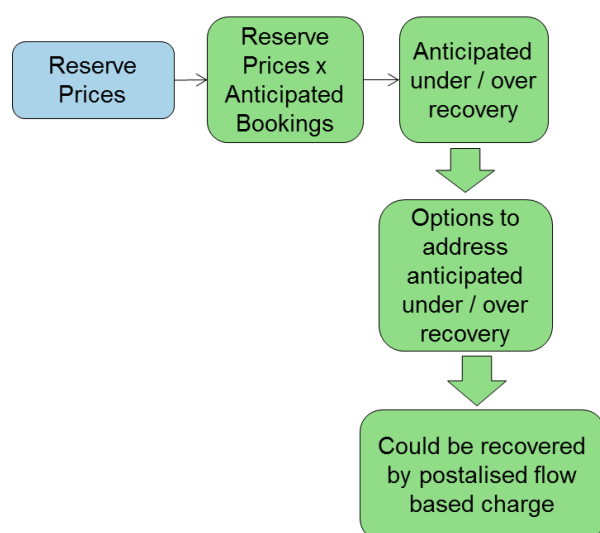 Reserve
Prices
Reserve
Prices x
Anticipated
Bookings
Anticipated
under / over
recovery
Options to
address
anticipated
under / over
recovery
Could be recovered
by postalised flow
based charge